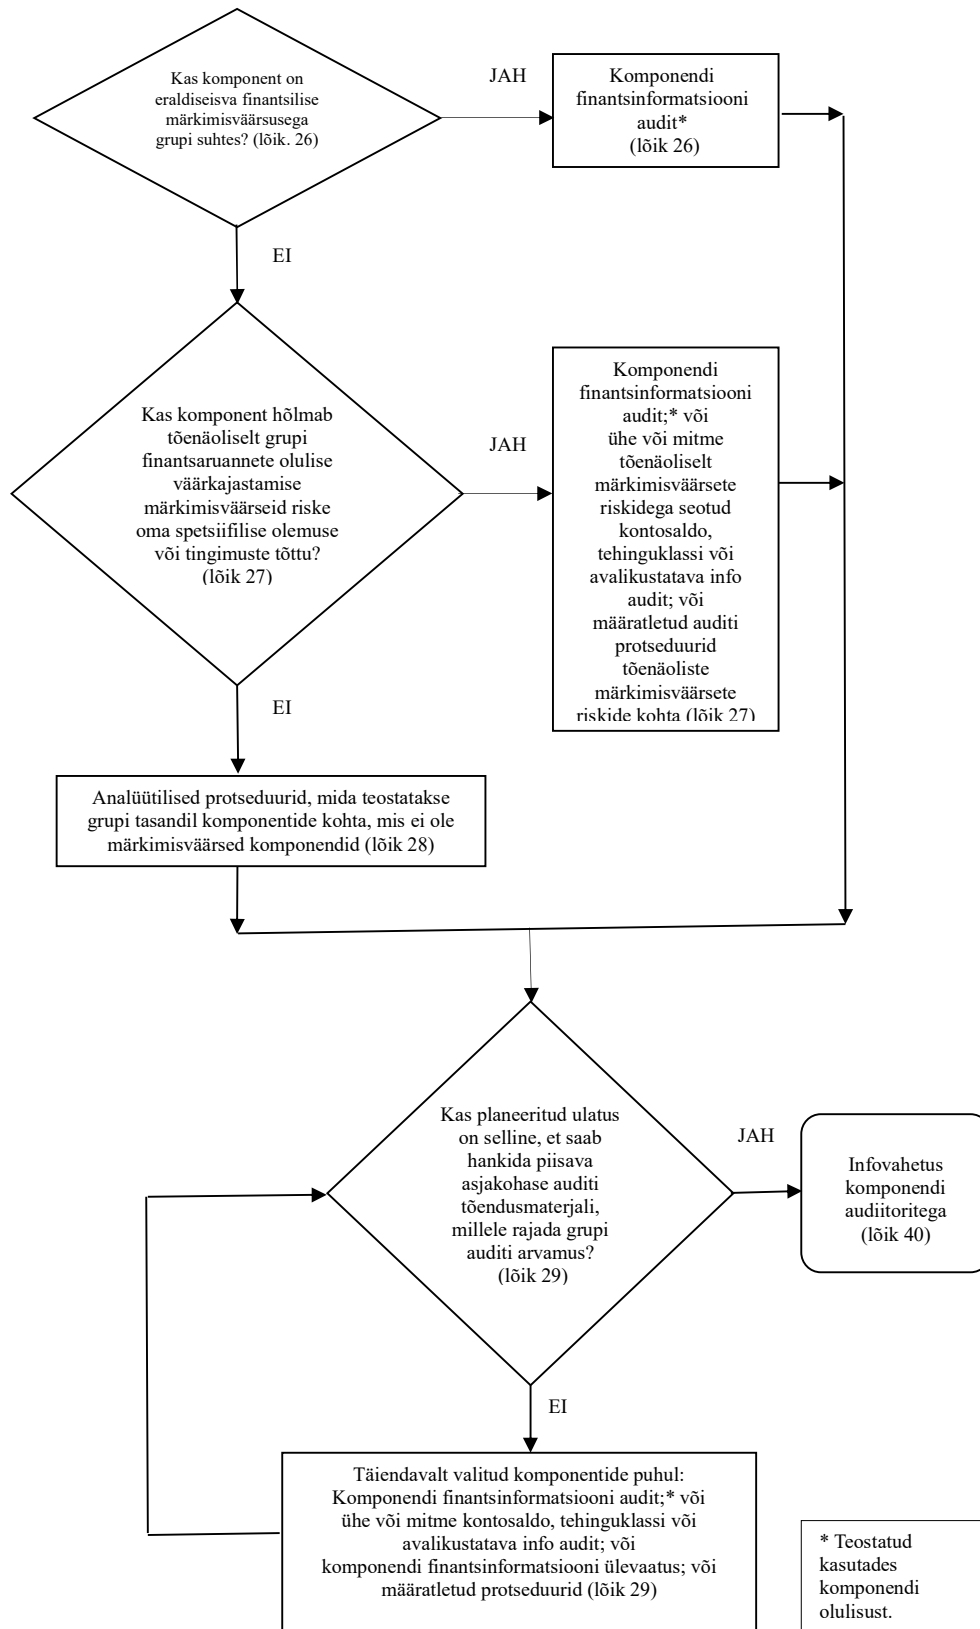 Kas komponent on
eraldiseisva finantsilise
märkimisväärsusega
grupi suhtes? (lõik. 26)
JAH
Komponendi
finantsinformatsiooni
audit*
(lõik 26)
EI
Kas komponent hõlmab
tõenäoliselt grupi
finantsaruannete olulise
väärkajastamise
märkimisväärseid riske
oma spetsiifilise olemuse
või tingimuste tõttu?
(lõik 27)
JAH
Komponendi
finantsinformatsiooni
audit;* või
ühe või mitme
tõenäoliselt
märkimisväärsete
riskidega seotud
kontosaldo,
tehinguklassi või
avalikustatava info
audit; või
määratletud auditi
protseduurid
tõenäoliste
märkimisväärsete
riskide kohta (lõik 27)
EI
Analüütilised protseduurid, mida teostatakse
grupi tasandil komponentide kohta, mis ei ole
märkimisväärsed komponendid (lõik 28)
Kas planeeritud ulatus
on selline, et saab
hankida piisava
asjakohase auditi
tõendusmaterjali,
millele rajada grupi
auditi arvamus?
(lõik 29)
JAH
Infovahetus
komponendi
audiitoritega
(lõik 40)
EI
Täiendavalt valitud komponentide puhul:
Komponendi finantsinformatsiooni audit;* või
ühe või mitme kontosaldo, tehinguklassi või
avalikustatava info audit; või
komponendi finantsinformatsiooni ülevaatus; või
määratletud protseduurid (lõik 29)
* Teostatud
kasutades
komponendi
olulisust.